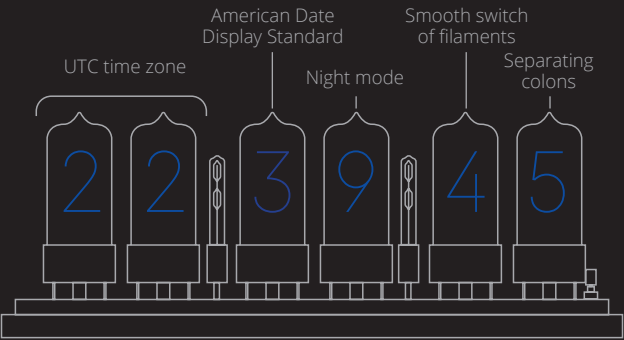 American Date
Display Standard
Smooth switch
of filaments
UTC time zone
Night mode
Separating
colons
2 2 3 9 4 5